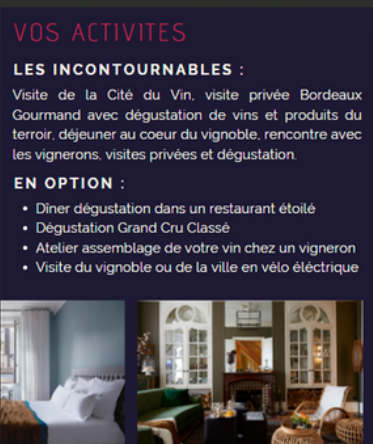 VOS ACTIVITES
LES INCONTOURNABLES :
Visite de la Cité du Vin, visite privée Bordeaux
Gourmand avec dégustation de vins et produits du
terroir, déjeuner au coeur du vignoble, rencontre avec
les vignerons, visites privées et dégustation.
EN OPTION :
• Dîner dégustation dans un restaurant étoilé
• Dégustation Grand Cru Classé
• Atelier assemblage de votre vin chez un vigneron
• Visite du vignoble ou de la ville en vélo éléctrique